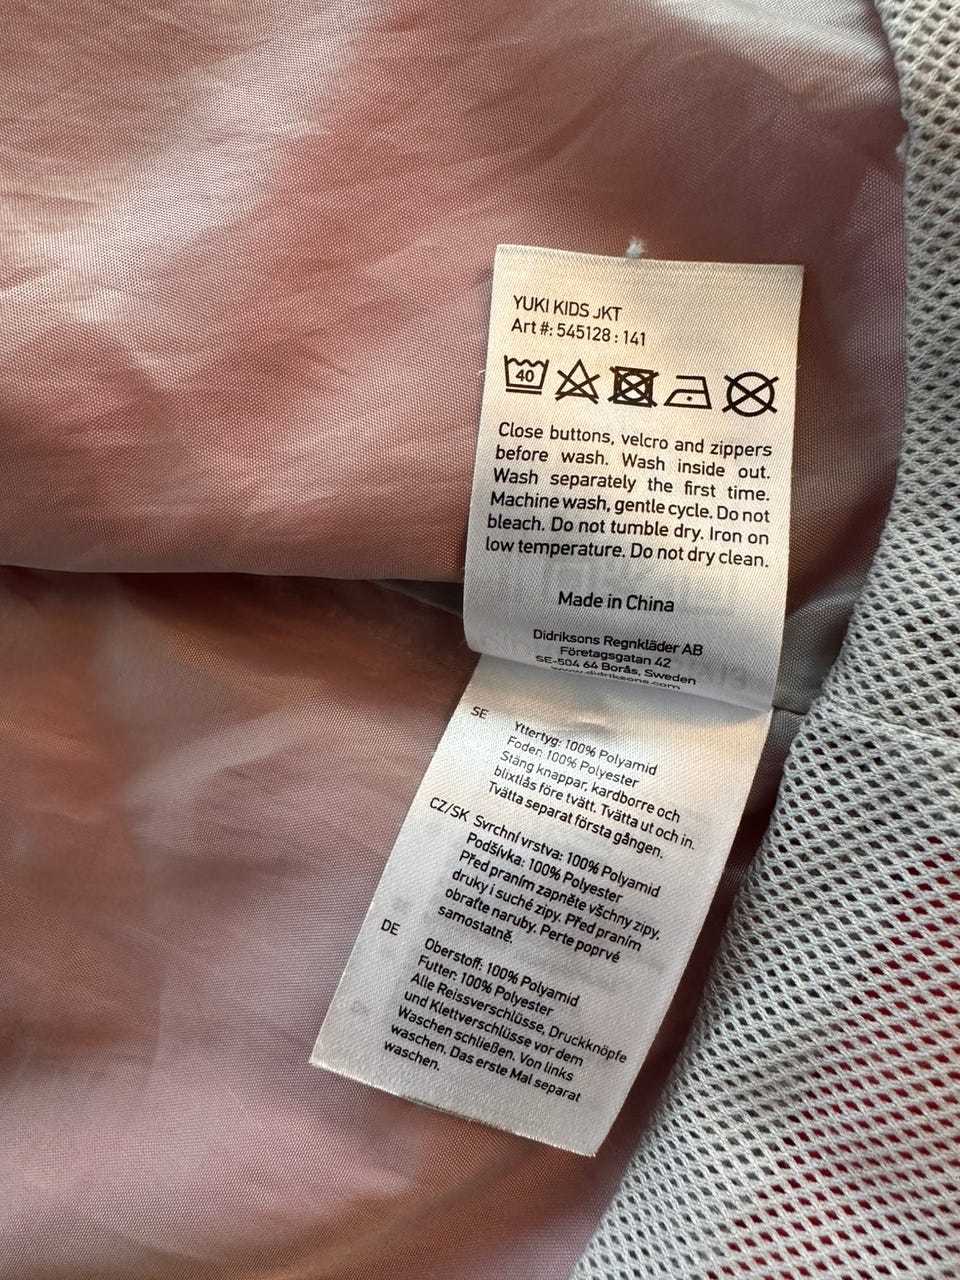 YUKI KIDS JKT
Art #: 545128 : 141
40
Close buttons, velcro and zippers
before wash. Wash inside out.
Wash separately the first time.
Machine wash, gentle cycle. Do not
bleach. Do not tumble dry. Iron on
low temperature. Do not dry clean.
Made in China
Didriksons Regnkläder AB
Företagsgatan 42
SE-504 64 Borås, Sweden
www.didriksons.com
SE
Yttertyg: 100% Polyamid
Foder: 100% Polyester
Stäng knappar, kardborre och
blixtlås före tvätt. Tvätta ut och in.
Tvätta separat första gången.
CZ/SK Svrchní vrstva: 100% Polyamid
Podšívka: 100% Polyester
Před praním zapněte všchny zipy,
druky i suché zipy. Před praním
obraťte naruby. Perte poprvé
samostatně.
DE
Oberstoff: 100% Polyamid
Futter: 100% Polyester
Alle Reissverschlüsse, Druckknöpfe
und Klettverschlüsse vor dem
Waschen schließen. Von links
waschen. Das erste Mal separat
waschen.